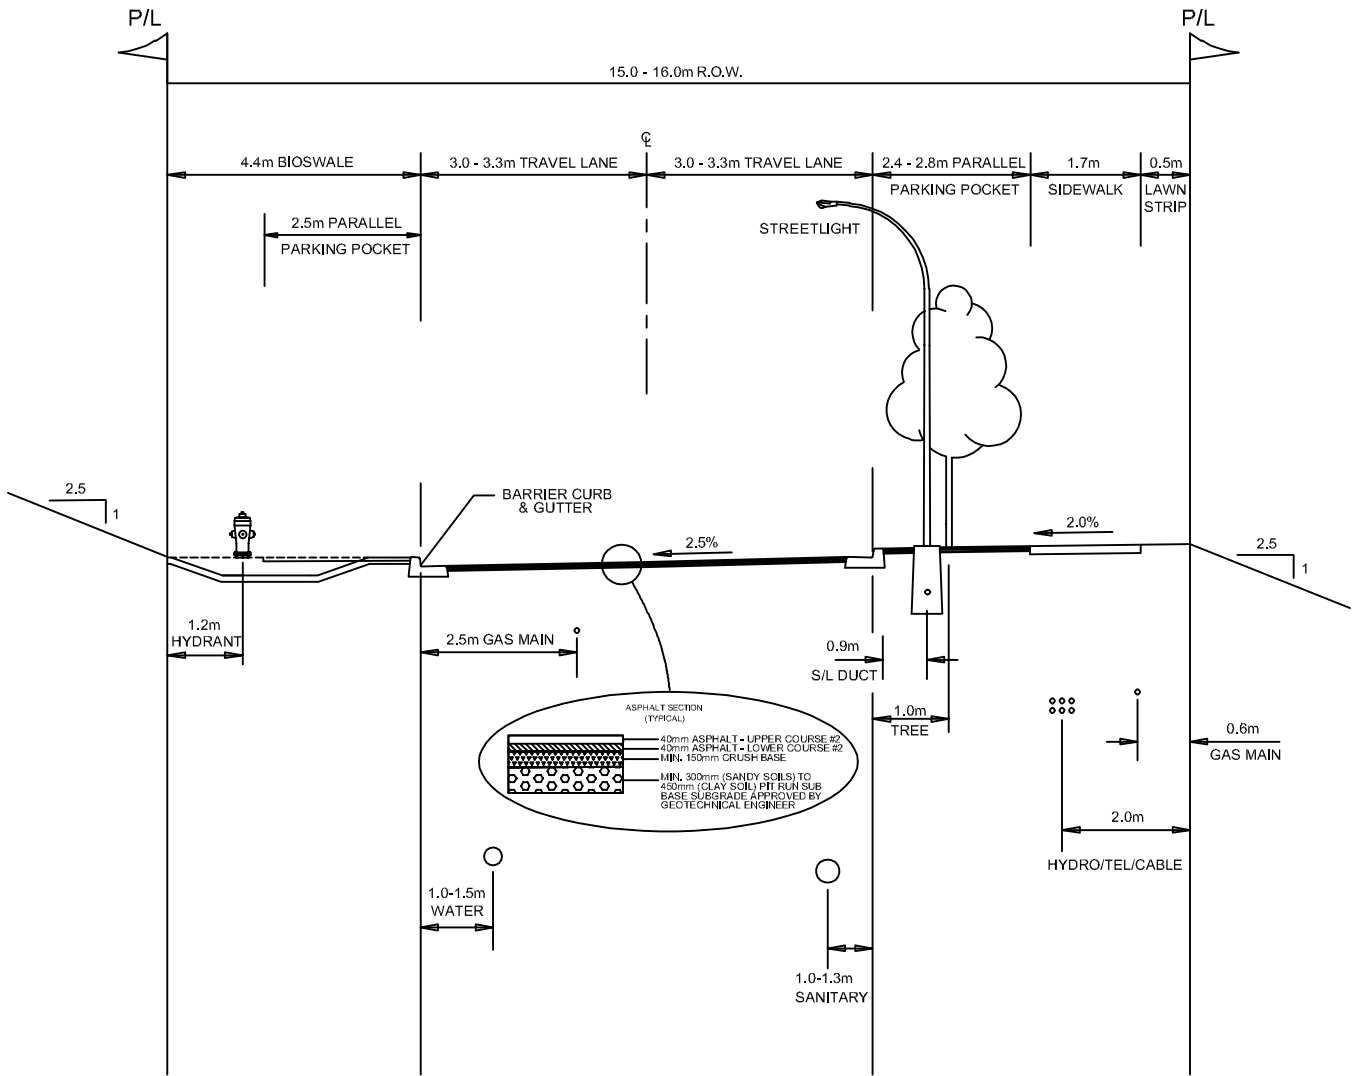 P/L
P/L
15.0 - 16.0m R.O.W.
℄
4.4m BIOSWALE
3.0 - 3.3m TRAVEL LANE
3.0 - 3.3m TRAVEL LANE
2.4 - 2.8m PARALLEL
PARKING POCKET
1.7m
SIDEWALK
0.5m
LAWN
STRIP
2.5m PARALLEL
PARKING POCKET
STREETLIGHT
2.5
1
BARRIER CURB
& GUTTER
2.5%
2.0%
2.5
1
1.2m
HYDRANT
2.5m GAS MAIN
0.9m
S/L DUCT
1.0m
TREE
0.6m
GAS MAIN
ASPHALT SECTION
(TYPICAL)
40mm ASPHALT - UPPER COURSE #2
40mm ASPHALT - LOWER COURSE #2
MIN. 150mm CRUSH BASE
MIN. 300mm (SANDY SOILS) TO
450mm (CLAY SOIL) PIT RUN SUB
BASE SUBGRADE APPROVED BY
GEOTECHNICAL ENGINEER
2.0m
HYDRO/TEL/CABLE
1.0-1.5m
WATER
1.0-1.3m
SANITARY